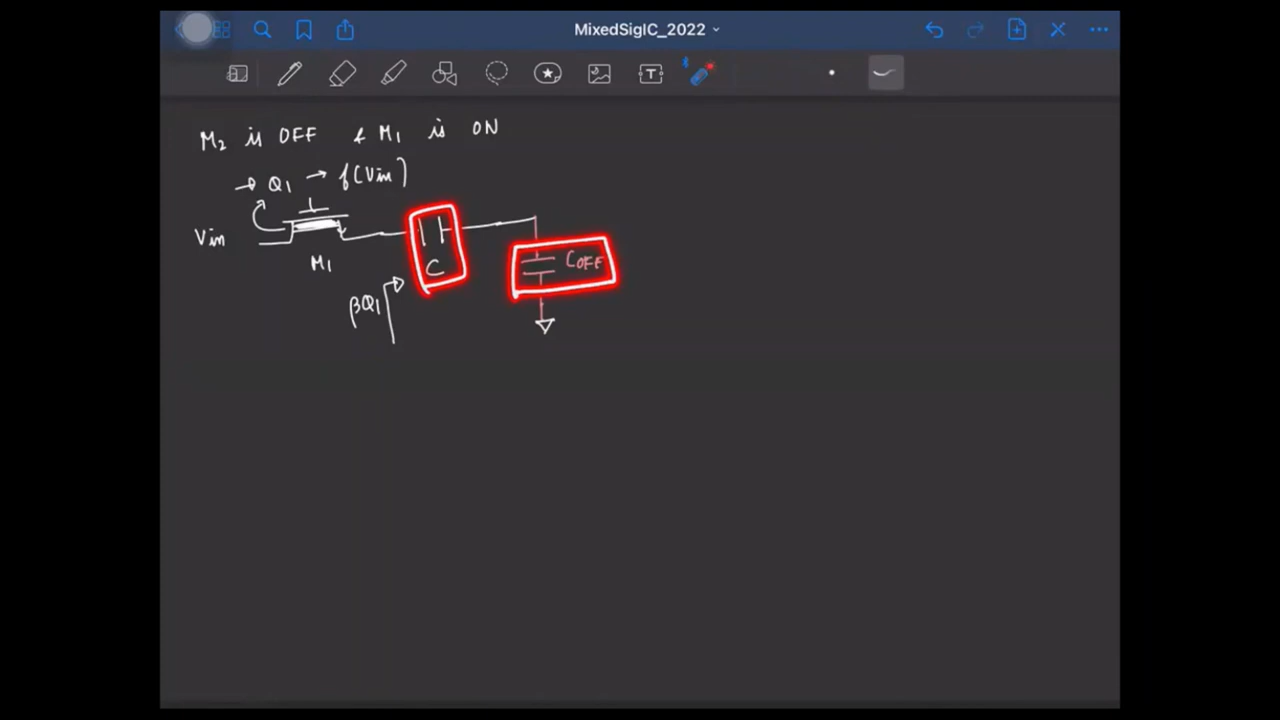 MixedSigIC_2022
M2 is OFF & M1 is ON
→ Q1 → f(Vin)
Vin
M1
C
COFF
βQ1